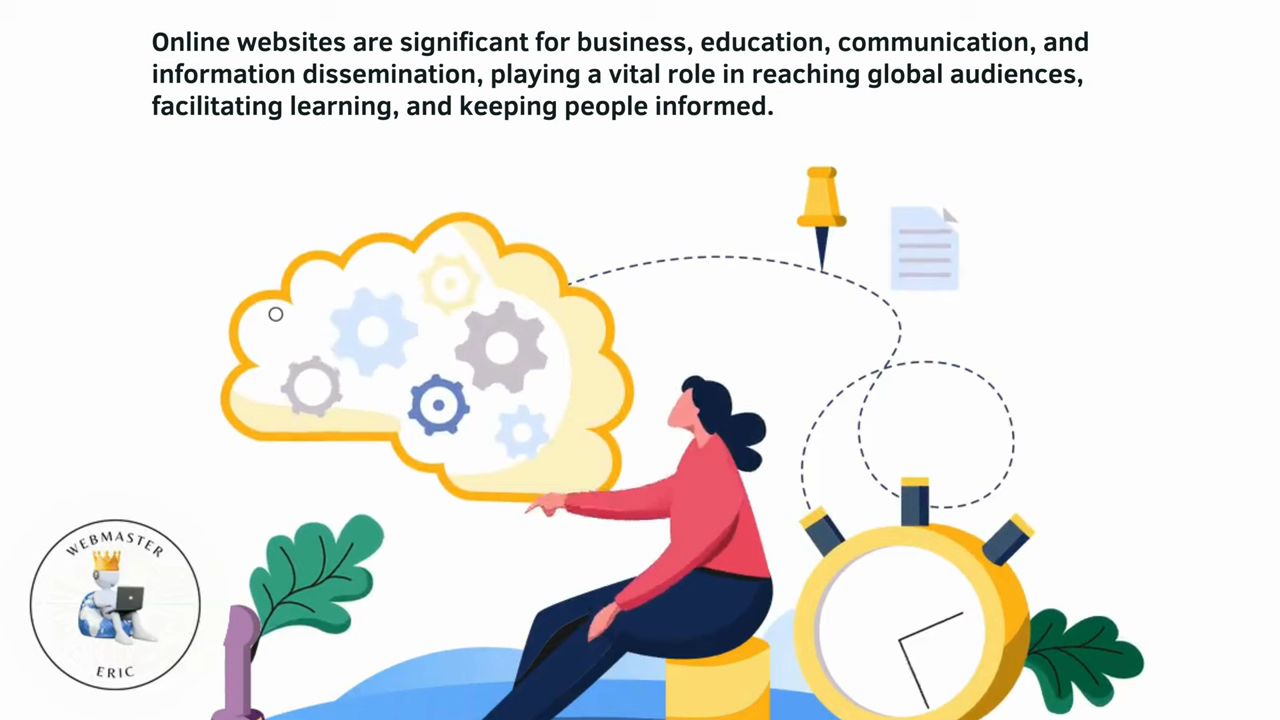 Online websites are significant for business, education, communication, and
information dissemination, playing a vital role in reaching global audiences,
facilitating learning, and keeping people informed.
WEBMASTER
ERIC